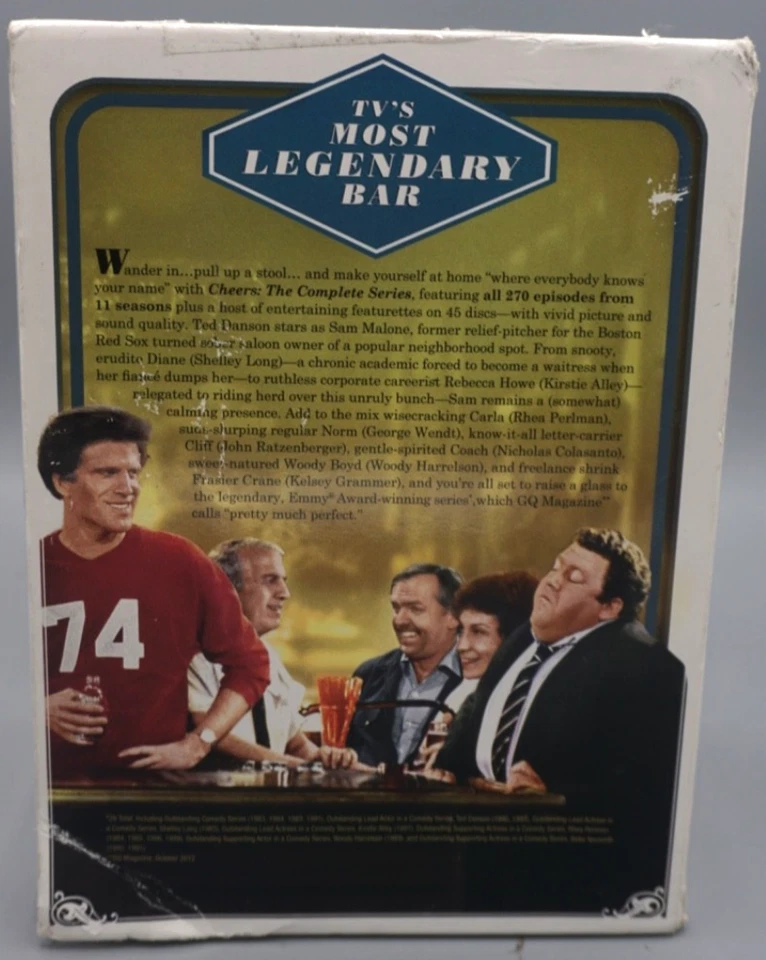 TV'S
MOST
LEGENDARY
BAR
Wander in...pull up a stool... and make yourself at home "where everybody knows
your name" with Cheers: The Complete Series, featuring all 270 episodes from
11 seasons plus a host of entertaining featurettes on 45 discs—with vivid picture and
sound quality. Ted Danson stars as Sam Malone, former relief-pitcher for the Boston
Red Sox turned sober saloon owner of a popular neighborhood spot. From snooty,
erudite Diane (Shelley Long)—a chronic academic forced to become a waitress when
her fiancé dumps her—to ruthless corporate careerist Rebecca Howe (Kirstie Alley)—
relegated to riding herd over this unruly bunch—Sam remains a (somewhat)
calming presence. Add to the mix wisecracking Carla (Rhea Perlman),
suds-slurping regular Norm (George Wendt), know-it-all letter-carrier
Cliff (John Ratzenberger), gentle-spirited Coach (Nicholas Colasanto),
sweet-natured Woody Boyd (Woody Harrelson), and freelance shrink
Frasier Crane (Kelsey Grammer), and you're all set to raise a glass to
the legendary, Emmy® Award-winning series*, which GQ Magazine**
calls "pretty much perfect."
74